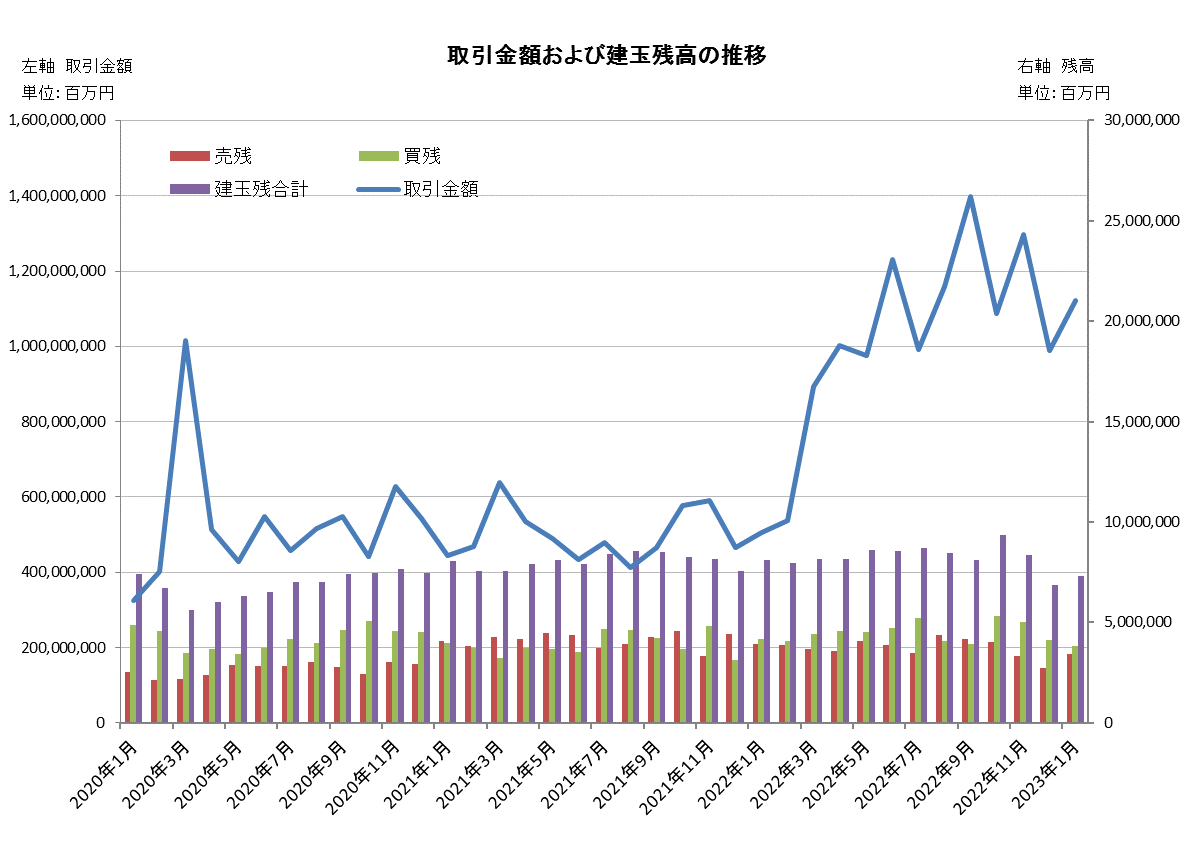 取引金額および建玉残高の推移
左軸 取引金額
単位:百万円
右軸 残高
単位:百万円
売残
買残
建玉残合計
取引金額
1,600,000,000
1,400,000,000
1,200,000,000
1,000,000,000
800,000,000
600,000,000
400,000,000
200,000,000
0
30,000,000
25,000,000
20,000,000
15,000,000
10,000,000
5,000,000
0
2020年1月
2020年3月
2020年5月
2020年7月
2020年9月
2020年11月
2021年1月
2021年3月
2021年5月
2021年7月
2021年9月
2021年11月
2022年1月
2022年3月
2022年5月
2022年7月
2022年9月
2022年11月
2023年1月